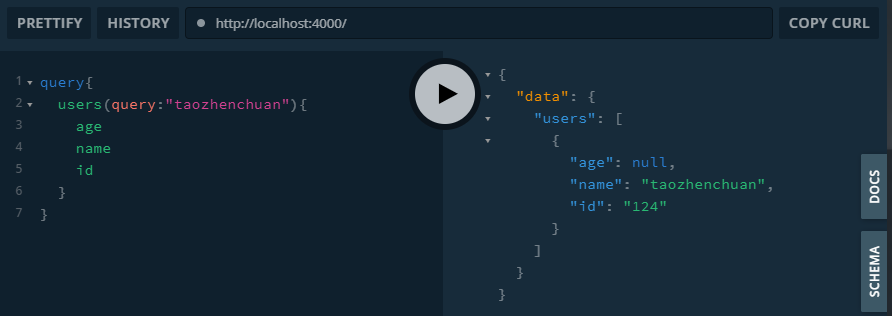 PRETTIFY HISTORY http://localhost:4000/ COPY CURL
1 query{
2 users(query:"taozhenchuan"){
3 age
4 name
5 id
6 }
7 }
{
"data": {
"users": [
{
"age": null,
"name": "taozhenchuan",
"id": "124"
}
]
}
}
DOCS
SCHEMA